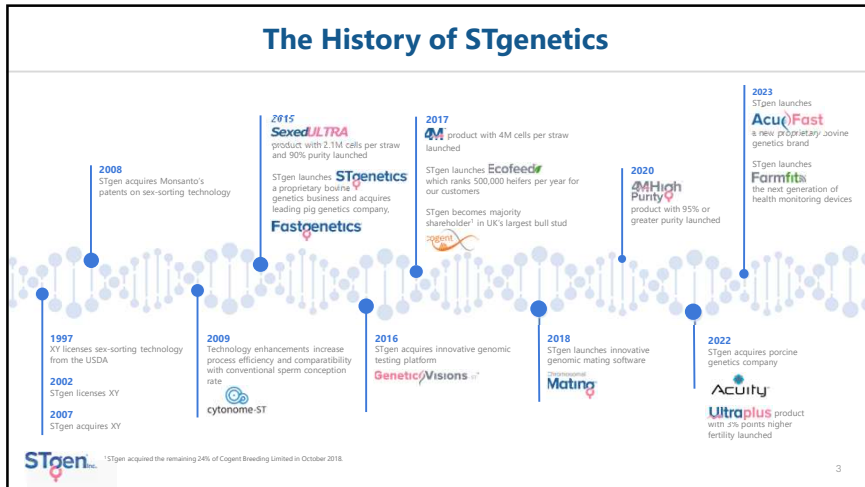 The History of STgenetics
2008
STgen acquires Monsanto's
patents on sex-sorting technology
2015
SexedULTRA
product with 2.1M cells per straw
and 90% purity launched
STgen launches STgenetics
a proprietary bovine
genetics business and acquires
leading pig genetics company,
Fastgenetics
2017
4M product with 4M cells per straw
launched
STgen launches Ecofeed
which ranks 500,000 heifers per year for
our customers
STgen becomes majority
shareholder¹ in UK's largest bull stud
cogent
2020
4MHigh
Purity
product with 95% or
greater purity launched
2023
STgen launches
AcuFast
a new proprietary bovine
genetics brand
STgen launches
Farmfit
the next generation of
health monitoring devices
1997
XY licenses sex-sorting technology
from the USDA
2002
STgen licenses XY
2007
STgen acquires XY
2009
Technology enhancements increase
process efficiency and comparatibility
with conventional sperm conception
rate
cytonome-ST
2016
STgen acquires innovative genomic
testing platform
GeneticVisions-ST
2018
STgen launches innovative
genomic mating software
Chromosomal
Mating
2022
STgen acquires porcine
genetics company
Acuity
Ultraplus product
with 3% points higher
fertility launched
STgen Inc.
¹STgen acquired the remaining 24% of Cogent Breeding Limited in October 2018.
3